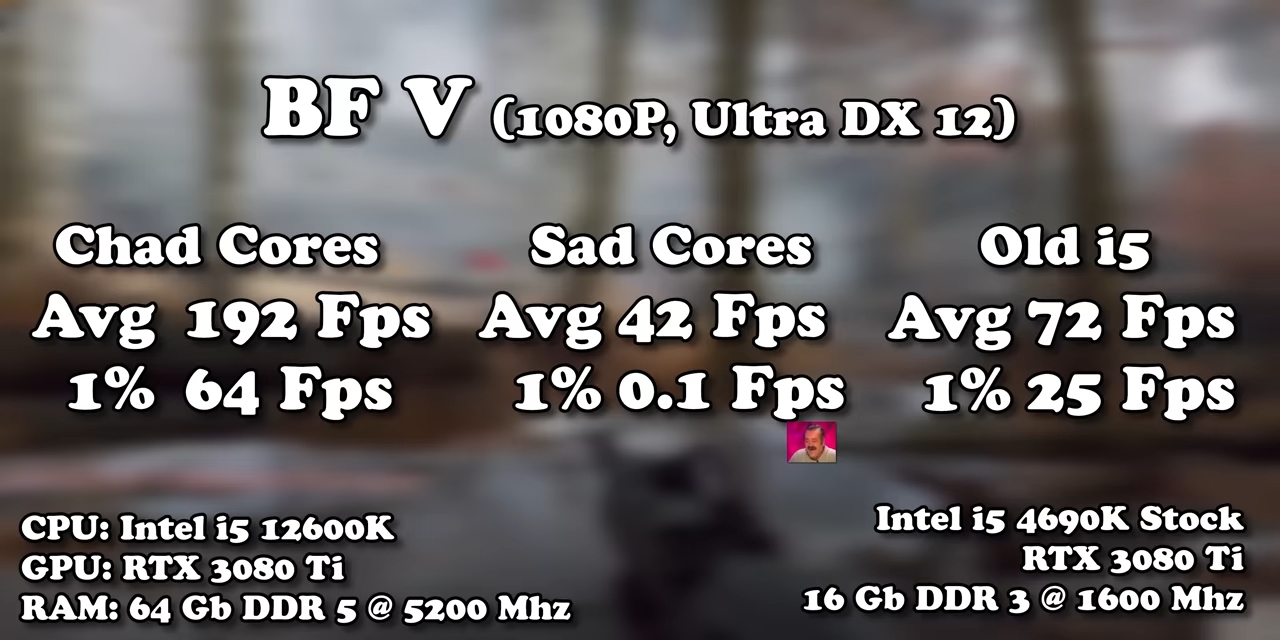 BF V (1080P, Ultra DX 12)
Chad Cores
Avg 192 Fps
1% 64 Fps
Sad Cores
Avg 42 Fps
1% 0.1 Fps
Old i5
Avg 72 Fps
1% 25 Fps
CPU: Intel i5 12600K
GPU: RTX 3080 Ti
RAM: 64 Gb DDR 5 @ 5200 Mhz
Intel i5 4690K Stock
RTX 3080 Ti
16 Gb DDR 3 @ 1600 Mhz